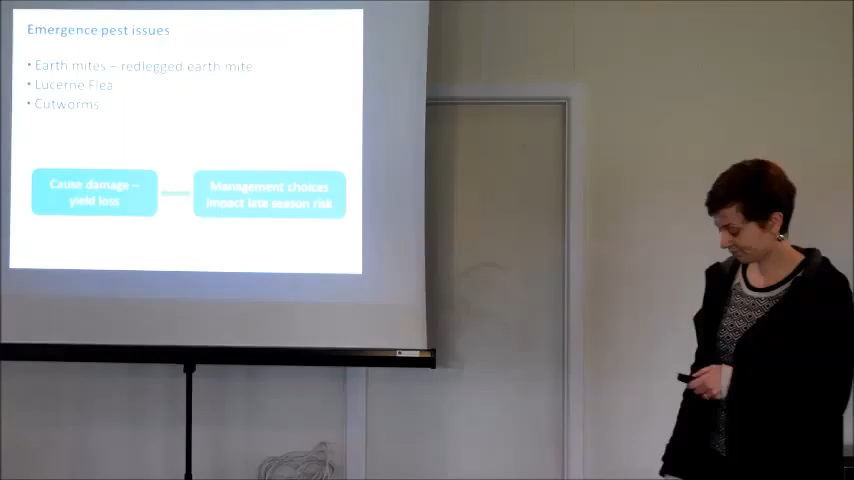 Emergence pest issues
• Earth mites – redlegged earth mite
• Lucerne Flea
• Cutworms
Cause damage –
yield loss
Management choices
impact late season risk